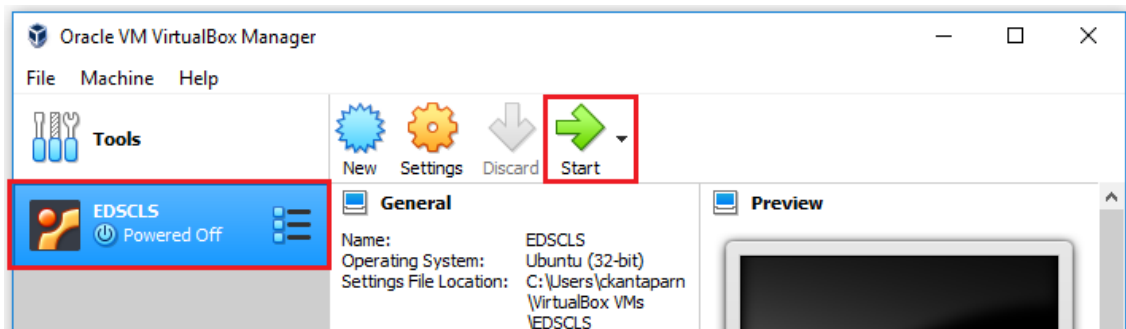 Oracle VM VirtualBox Manager
File Machine Help
Tools
New Settings Discard Start
EDSCLS
Powered Off
General
Name: EDSCLS
Operating System: Ubuntu (32-bit)
Settings File Location: C:\Users\ckantaparn
\VirtualBox VMs
\EDSCLS
Preview